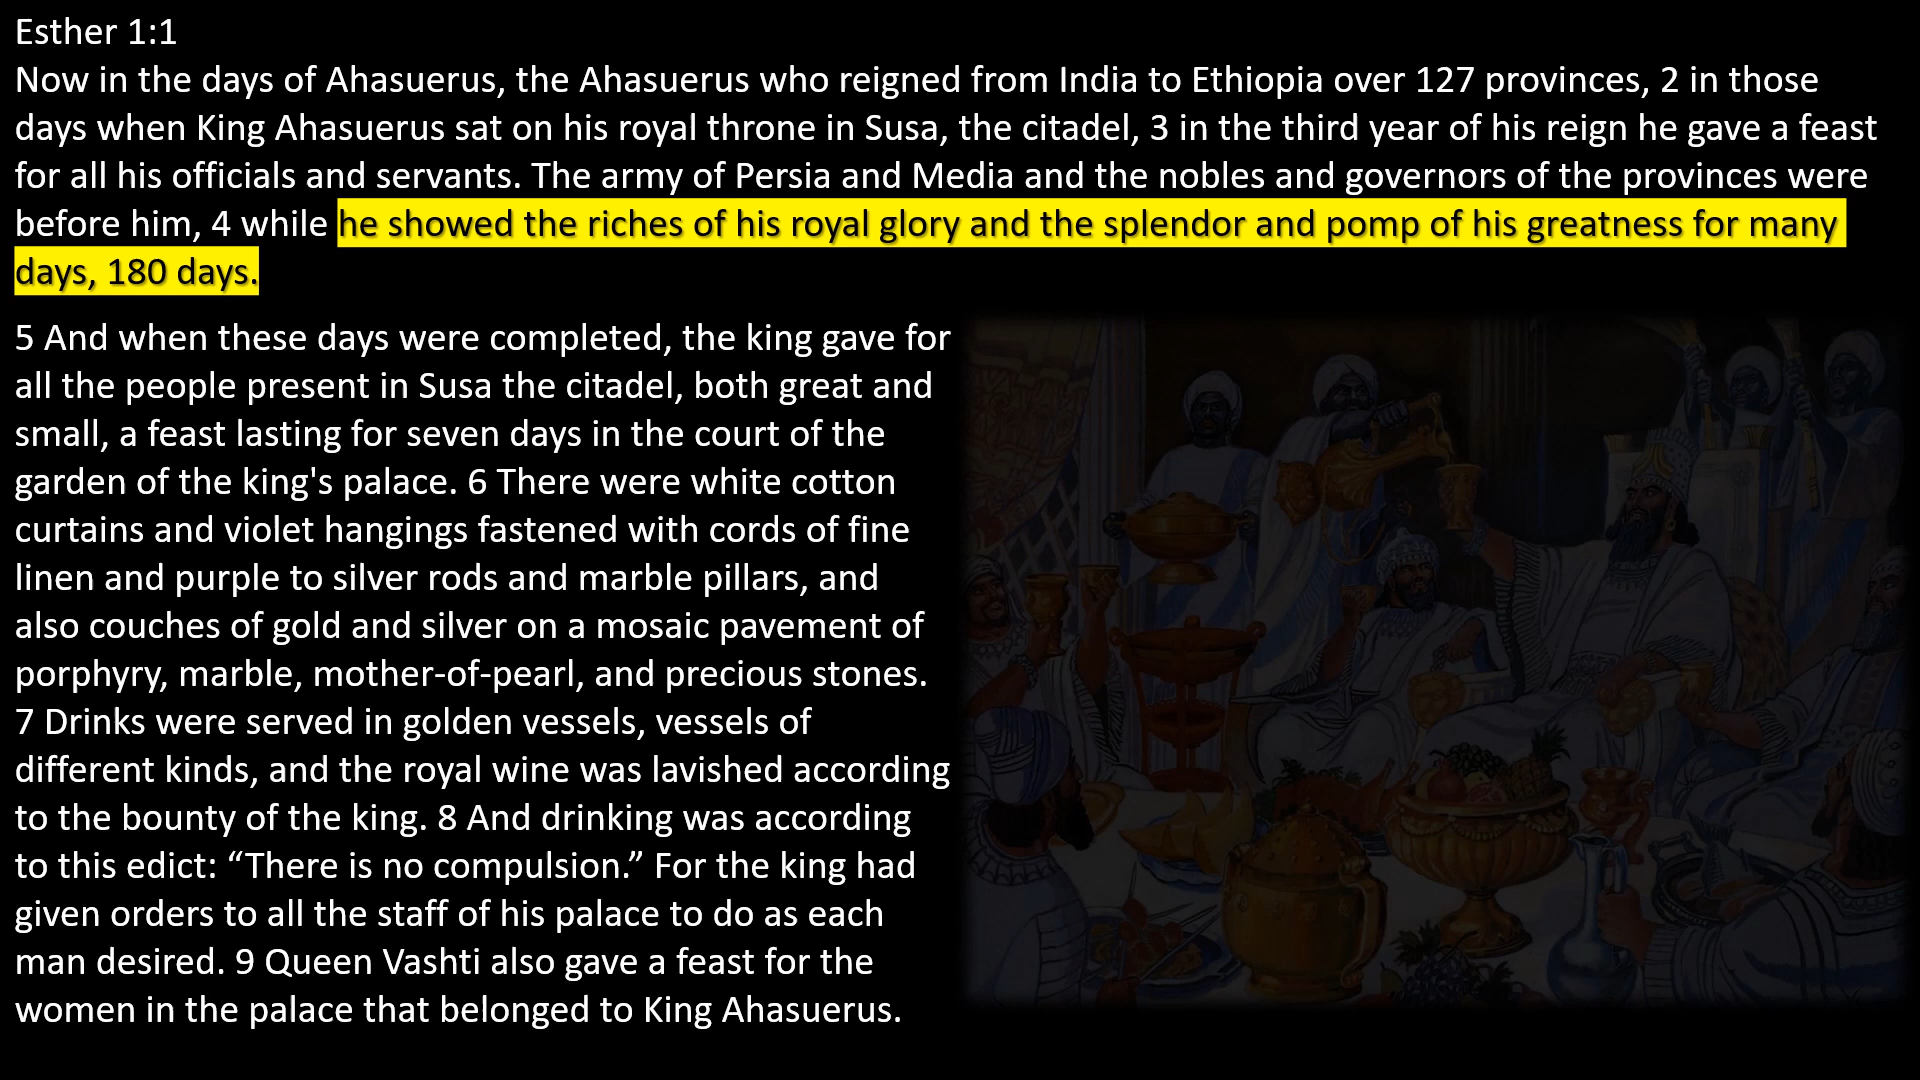 Esther 1:1
Now in the days of Ahasuerus, the Ahasuerus who reigned from India to Ethiopia over 127 provinces, 2 in those
days when King Ahasuerus sat on his royal throne in Susa, the citadel, 3 in the third year of his reign he gave a feast
for all his officials and servants. The army of Persia and Media and the nobles and governors of the provinces were
before him, 4 while he showed the riches of his royal glory and the splendor and pomp of his greatness for many
days, 180 days.
5 And when these days were completed, the king gave for
all the people present in Susa the citadel, both great and
small, a feast lasting for seven days in the court of the
garden of the king's palace. 6 There were white cotton
curtains and violet hangings fastened with cords of fine
linen and purple to silver rods and marble pillars, and
also couches of gold and silver on a mosaic pavement of
porphyry, marble, mother-of-pearl, and precious stones.
7 Drinks were served in golden vessels, vessels of
different kinds, and the royal wine was lavished according
to the bounty of the king. 8 And drinking was according
to this edict: “There is no compulsion.” For the king had
given orders to all the staff of his palace to do as each
man desired. 9 Queen Vashti also gave a feast for the
women in the palace that belonged to King Ahasuerus.